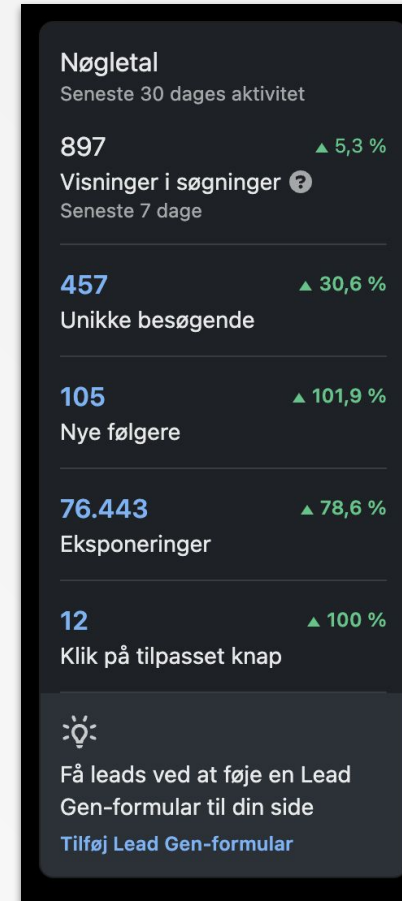 Nøgletal
Seneste 30 dages aktivitet
897 ▲ 5,3 %
Visninger i søgninger ?
Seneste 7 dage
457 ▲ 30,6 %
Unikke besøgende
105 ▲ 101,9 %
Nye følgere
76.443 ▲ 78,6 %
Eksponeringer
12 ▲ 100 %
Klik på tilpasset knap
Få leads ved at føje en Lead
Gen-formular til din side
Tilføj Lead Gen-formular